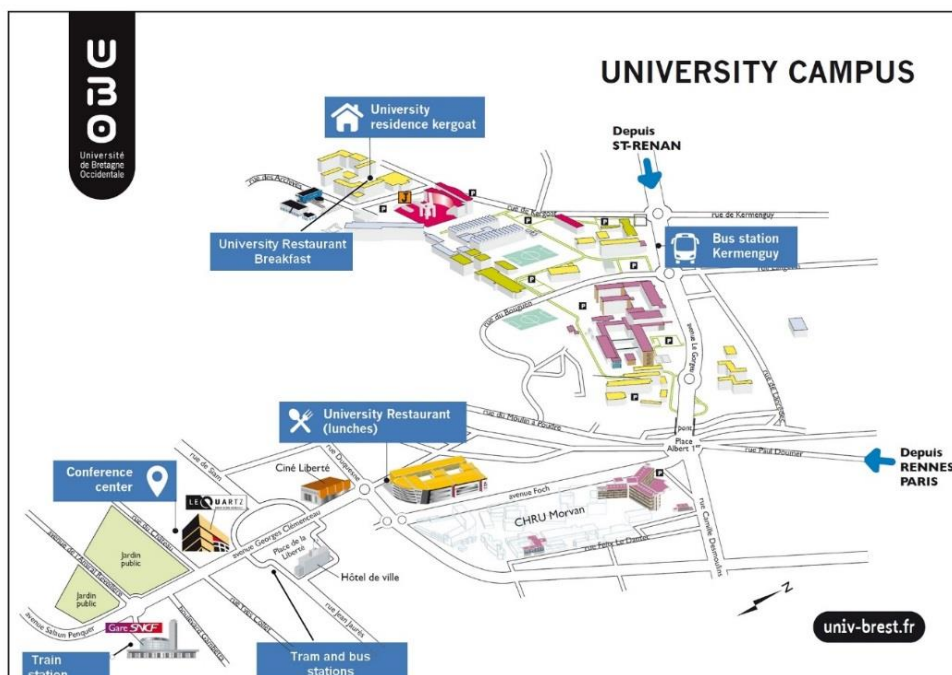 UBO
Université
de Bretagne
Occidentale
UNIVERSITY CAMPUS
University
residence kergoat
Depuis
ST-RENAN
rue des Archives
J
P
P
P
rue de Kergoat
P
rue de Kermenguy
University Restaurant
Breakfast
Bus station
Kermenguy
P
P
P
rue du Bouguen
P
P
avenue Le Gorgeu
P
University Restaurant
(lunches)
rue du Moulin à Poudre
pont
Place
Albert 1er
rue Paul Doumer
Depuis
RENNES
PARIS
rue de Siam
rue Duquesne
Ciné Liberté
Conference
center
LE QUARTZ
avenue Foch
P
CHRU Morvan
rue Felix Le Dantec
rue Camille Desmoulins
avenue Georges Clémenceau
Place de la
Liberté
Hôtel de ville
rue du Château
Jardin
public
Jardin
public
rue Yves Collet
rue Jean Jaurès
N
Gare SNCF
Train
station
Tram and bus
stations
univ-brest.fr